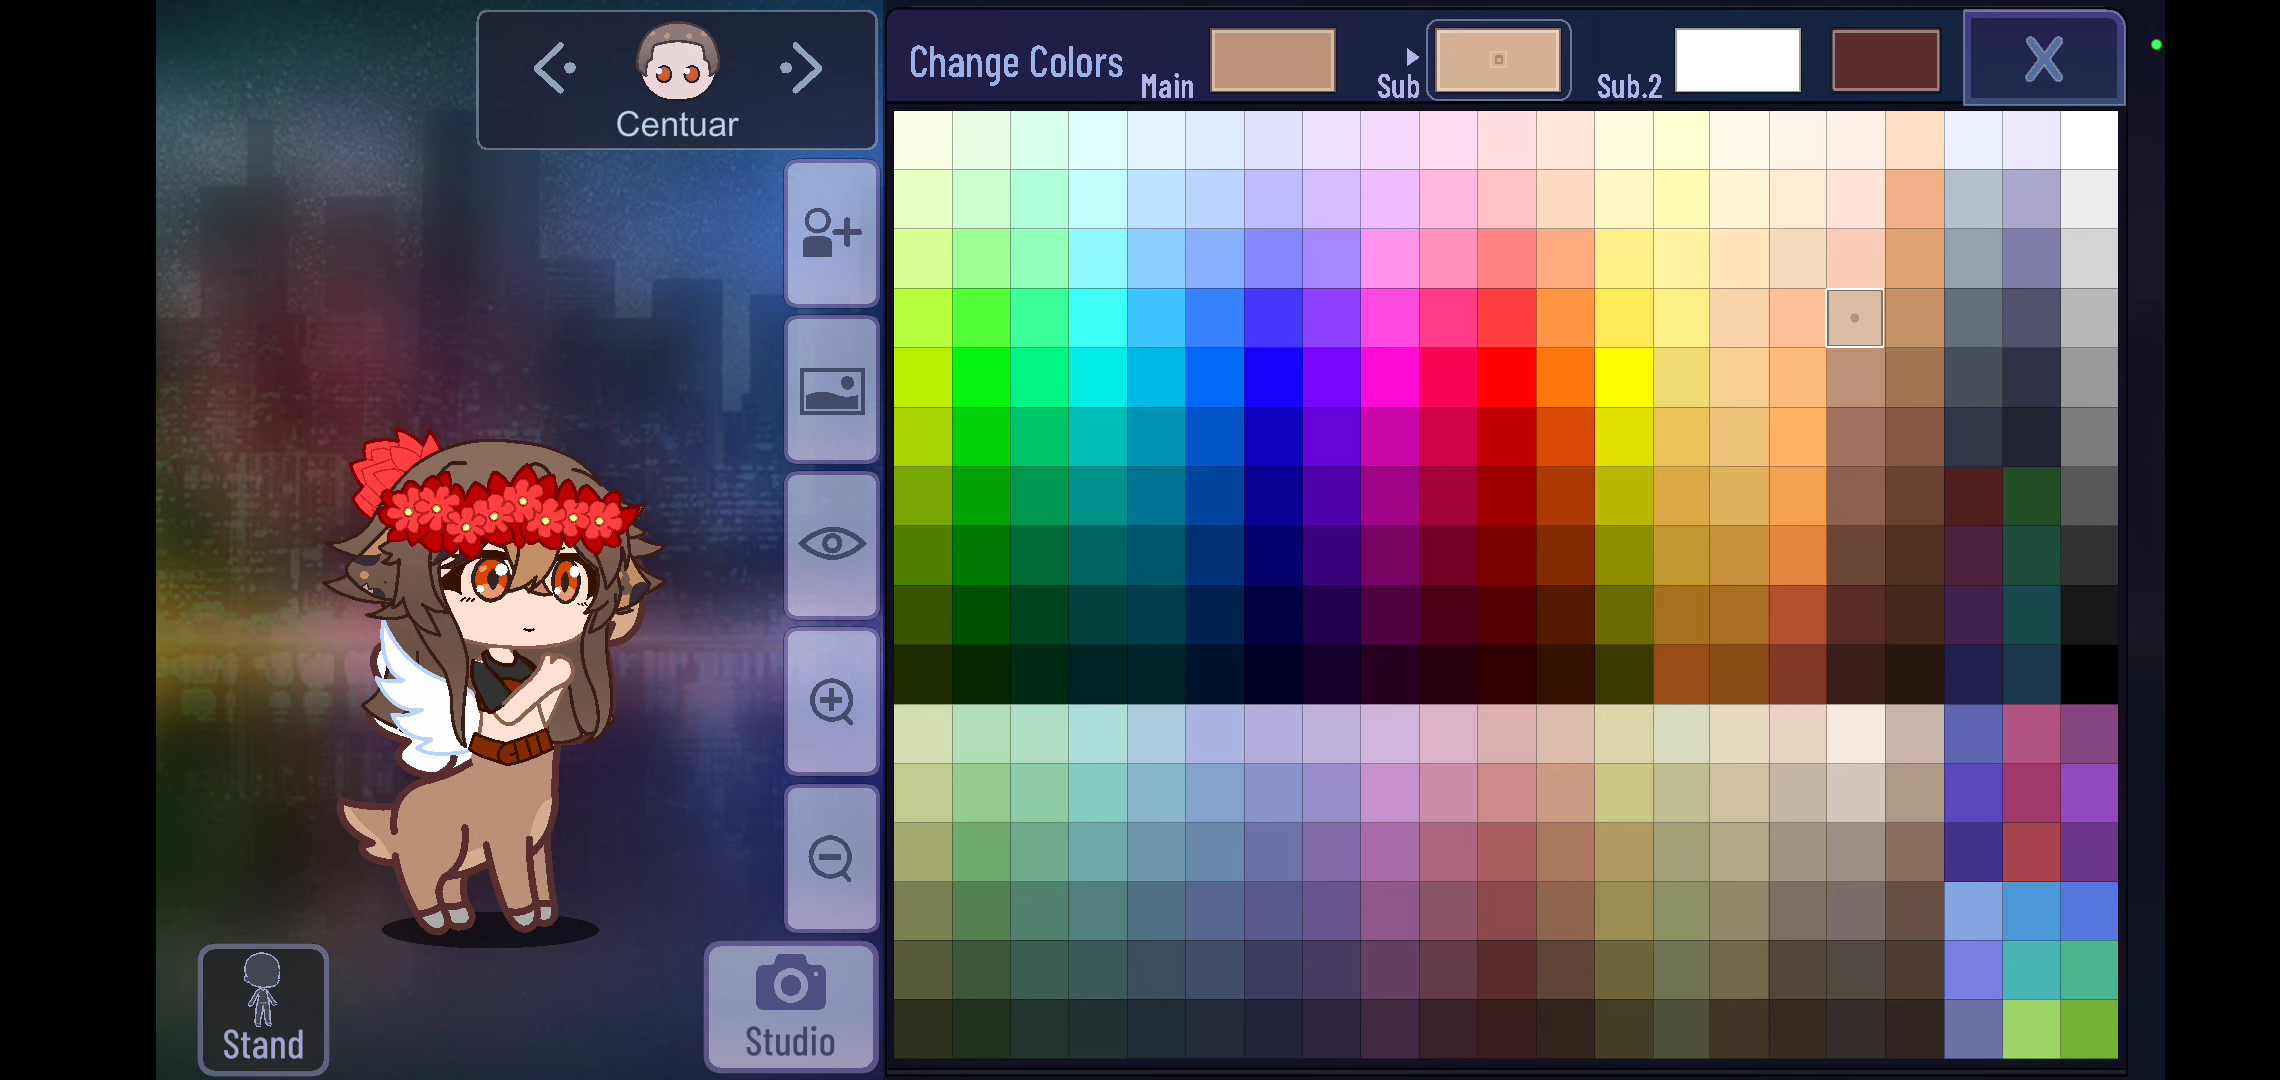 Centuar
Change Colors
Main
Sub
Sub.2
X
Stand
Studio